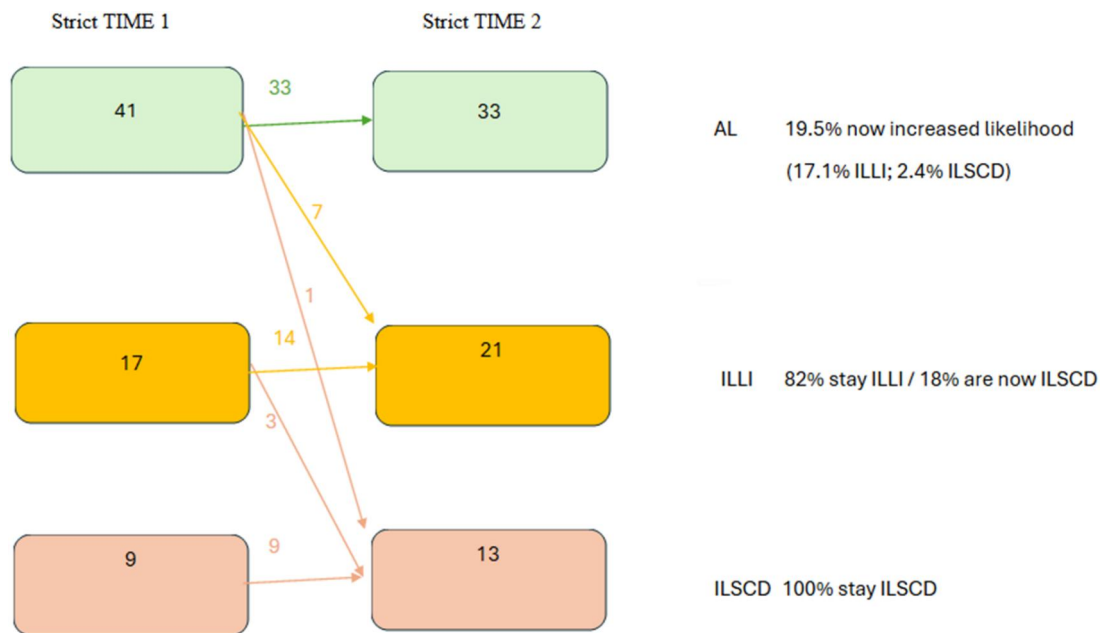 Strict TIME 1 Strict TIME 2
33
41 33 AL 19.5% now increased likelihood
(17.1% ILLI; 2.4% ILSCD)
7
1
14
17 21 ILLI 82% stay ILLI / 18% are now ILSCD
3
9
9 13
ILSCD 100% stay ILSCD